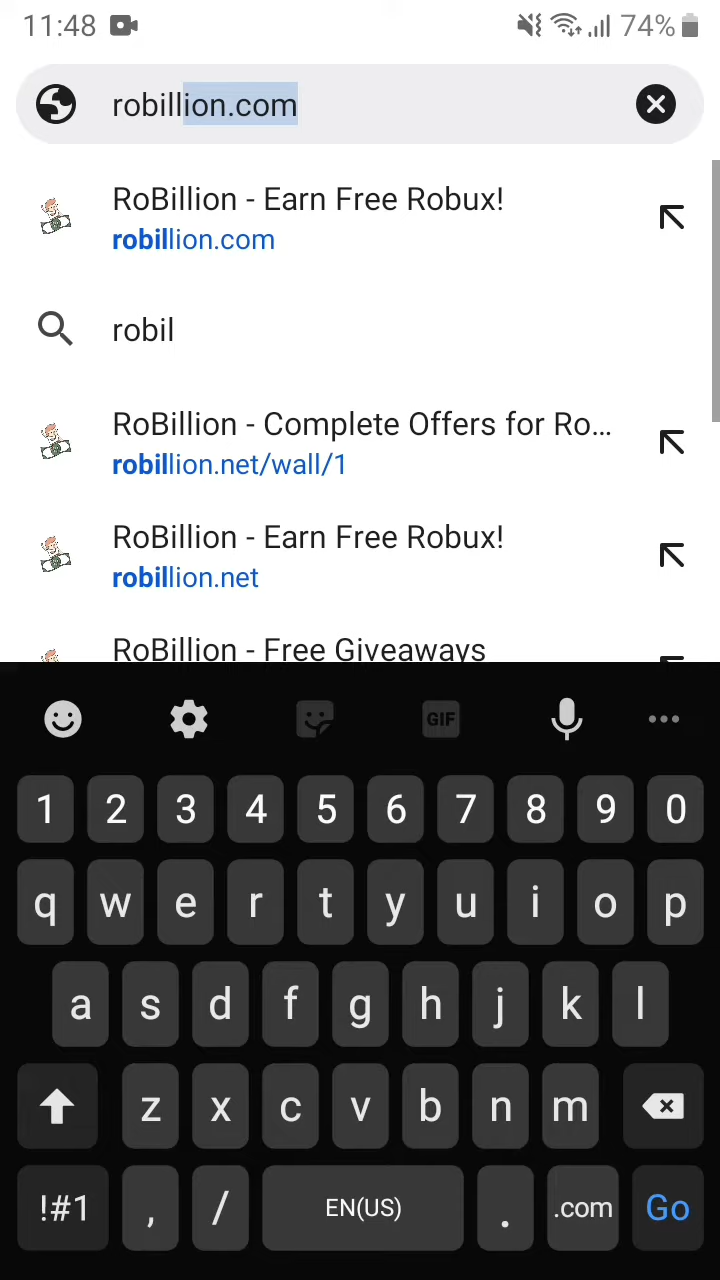 11:48 74%
robillion.com
RoBillion - Earn Free Robux!
robillion.com
robil
RoBillion - Complete Offers for Ro...
robillion.net/wall/1
RoBillion - Earn Free Robux!
robillion.net
RoBillion - Free Giveaways
GIF
1 2 3 4 5 6 7 8 9 0
q w e r t y u i o p
a s d f g h j k l
z x c v b n m
!#1 , / EN(US) . .com Go